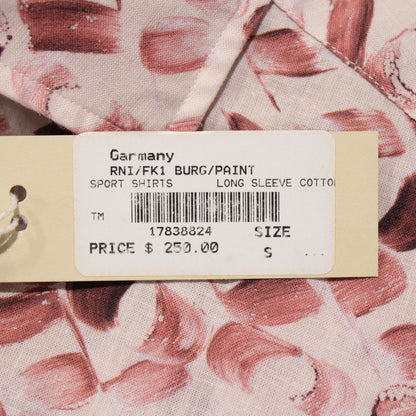 Garmany
RNI/FK1 BURG/PAINT
SPORT SHIRTS LONG SLEEVE COTTO
TM
17838824 SIZE
PRICE $ 250.00 S ...